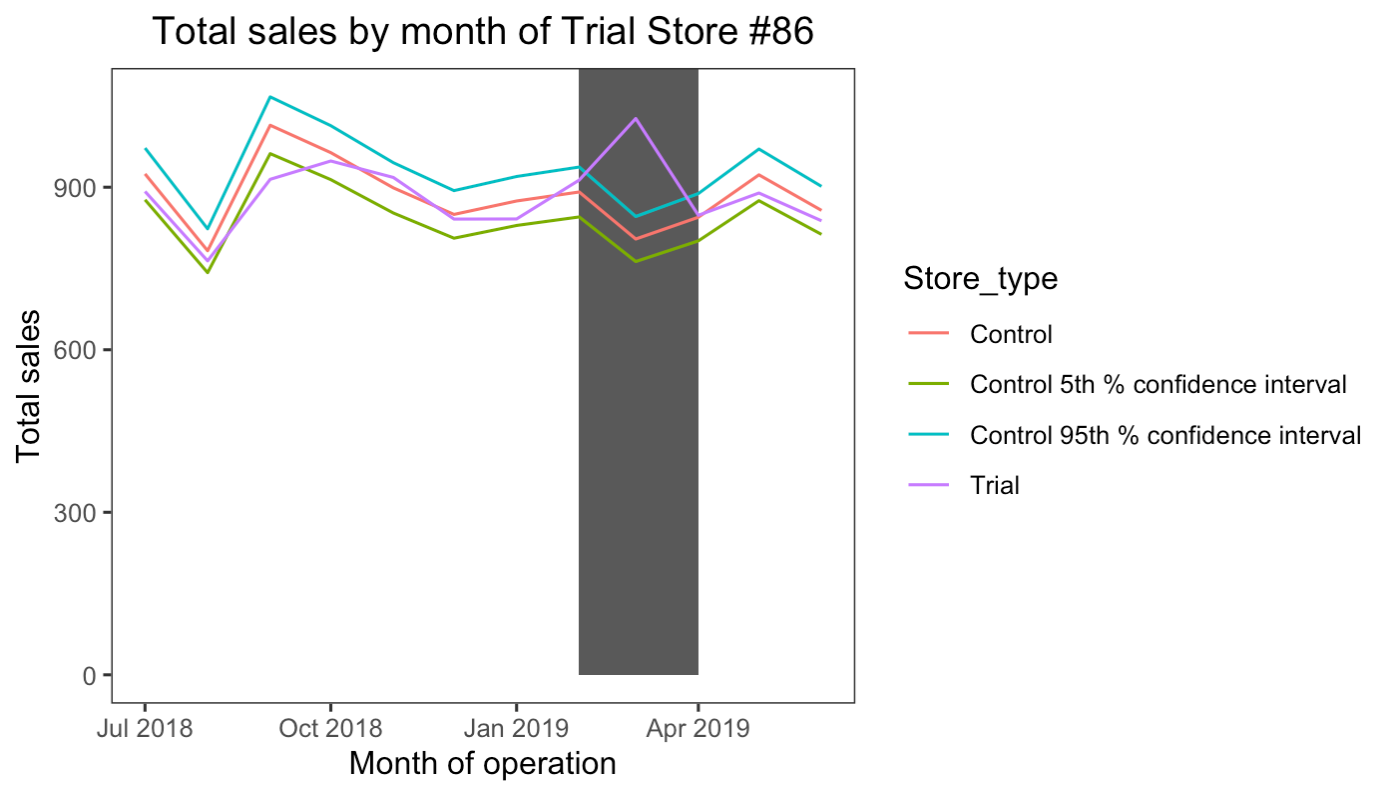 Total sales by month of Trial Store #86
Total sales
900
600
300
0
Jul 2018 Oct 2018 Jan 2019 Apr 2019
Month of operation
Store_type
Control
Control 5th % confidence interval
Control 95th % confidence interval
Trial